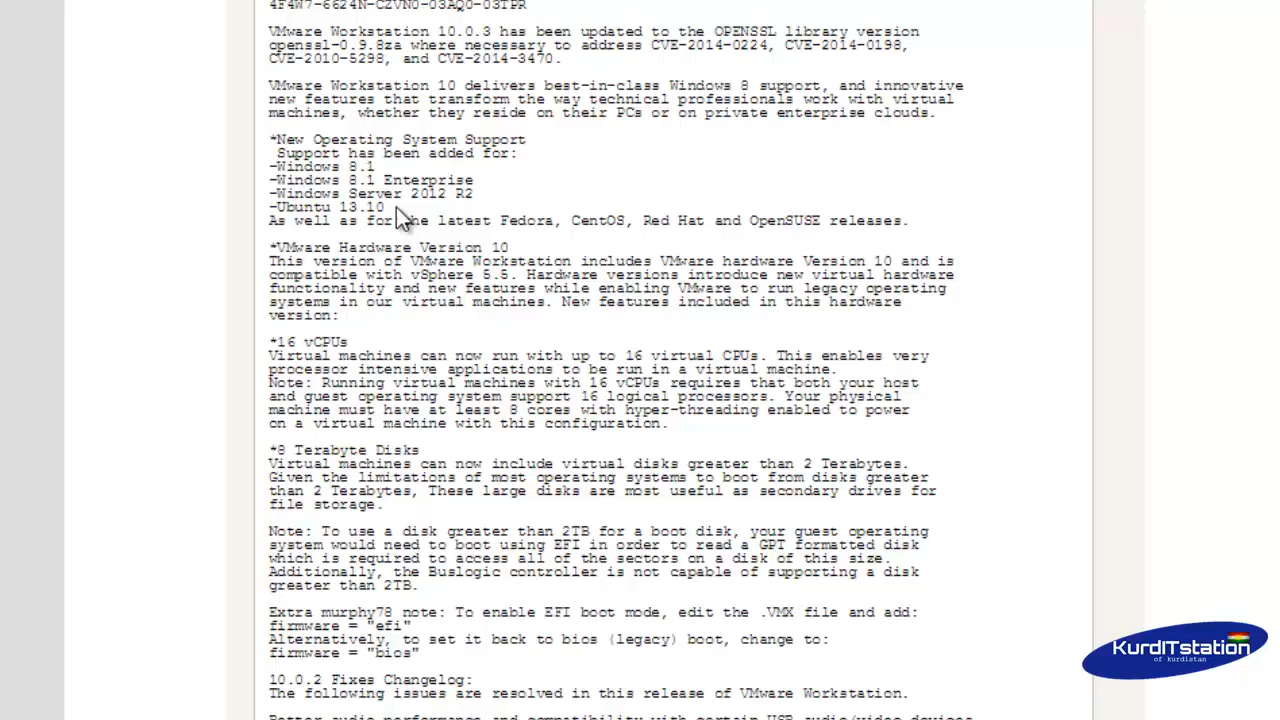 VMware Workstation 10.0.3 has been updated to the OPENSSL library version
openssl-0.9.8za where necessary to address CVE-2014-0224, CVE-2014-0198,
CVE-2010-5298, and CVE-2014-3470.
VMware Workstation 10 delivers best-in-class Windows 8 support, and innovative
new features that transform the way technical professionals work with virtual
machines, whether they reside on their PCs or on private enterprise clouds.
*New Operating System Support
Support has been added for:
-Windows 8.1
-Windows 8.1 Enterprise
-Windows Server 2012 R2
-Ubuntu 13.10
As well as for the latest Fedora, CentOS, Red Hat and OpenSUSE releases.
*VMware Hardware Version 10
This version of VMware Workstation includes VMware hardware Version 10 and is
compatible with vSphere 5.5. Hardware versions introduce new virtual hardware
functionality and new features while enabling VMware to run legacy operating
systems in our virtual machines. New features included in this hardware
version:
*16 vCPUs
Virtual machines can now run with up to 16 virtual CPUs. This enables very
processor intensive applications to be run in a virtual machine.
Note: Running virtual machines with 16 vCPUs requires that both your host
and guest operating system support 16 logical processors. Your physical
machine must have at least 8 cores with hyper-threading enabled to power
on a virtual machine with this configuration.
*8 Terabyte Disks
Virtual machines can now include virtual disks greater than 2 Terabytes.
Given the limitations of most operating systems to boot from disks greater
than 2 Terabytes, These large disks are most useful as secondary drives for
file storage.
Note: To use a disk greater than 2TB for a boot disk, your guest operating
system would need to boot using EFI in order to read a GPT formatted disk
which is required to access all of the sectors on a disk of this size.
Additionally, the Buslogic controller is not capable of supporting a disk
greater than 2TB.
Extra murphy78 note: To enable EFI boot mode, edit the .VMX file and add:
firmware = "efi"
Alternatively, to set it back to bios (legacy) boot, change to:
firmware = "bios"
10.0.2 Fixes Changelog:
The following issues are resolved in this release of VMware Workstation.
Better audio performance and compatibility with certain USB audio/video devices
KurdITstation
of kurdistan